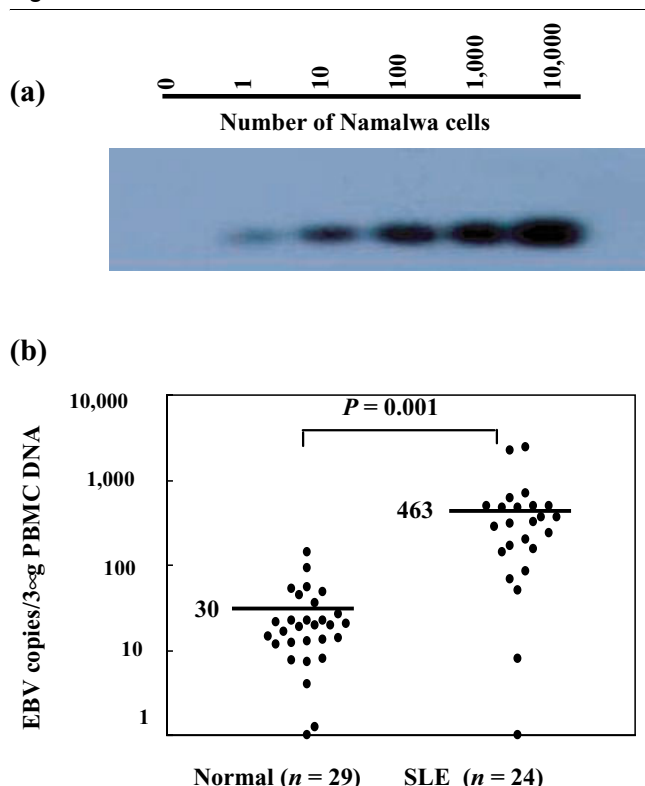 (a)
0 1 10 100 1,000 10,000
Number of Namalwa cells
(b)
EBV copies/3∝g PBMC DNA
10,000
1,000
100
10
1
P = 0.001
463
30
Normal (n = 29) SLE (n = 24)